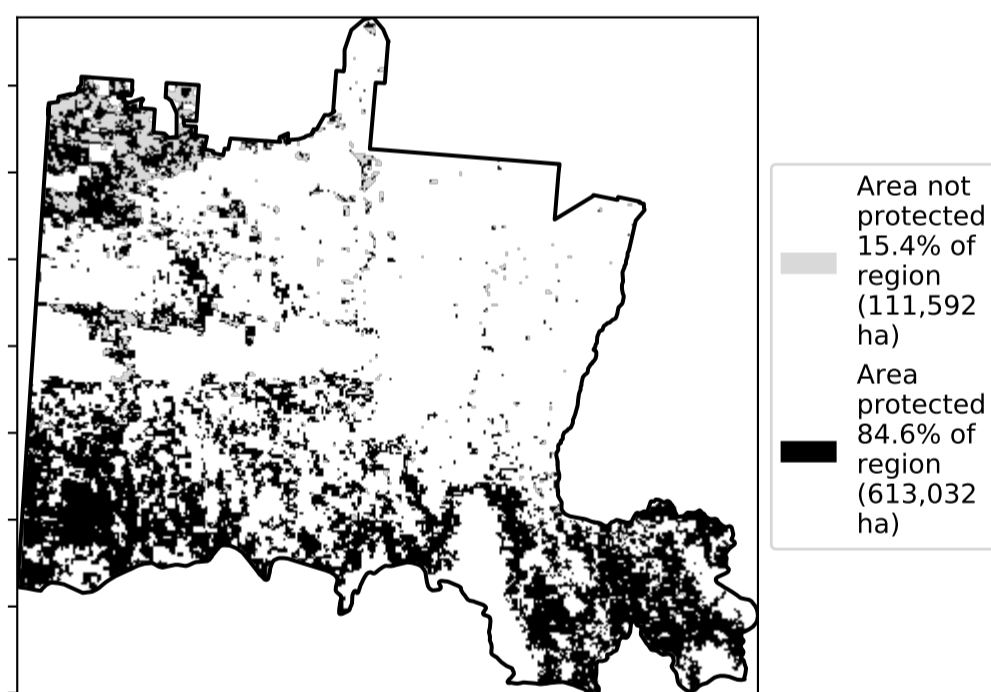 Area not
protected
15.4% of
region
(111,592
ha)
Area
protected
84.6% of
region
(613,032
ha)